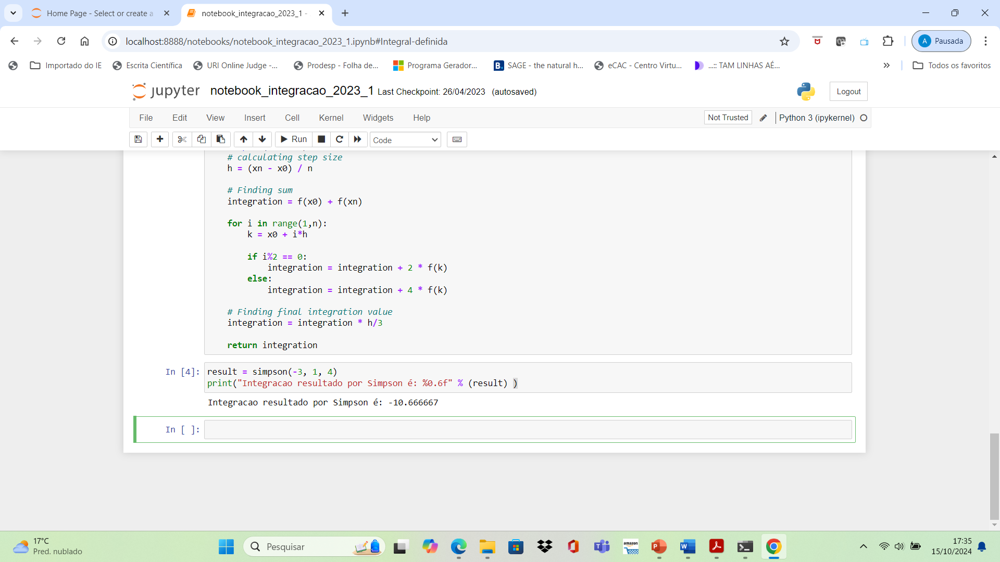 Home Page - Select or create a
notebook_integracao_2023_1 -
localhost:8888/notebooks/notebook_integracao_2023_1.ipynb#Integral-definida
A Pausada
Importado do IE
Escrita Científica
URI Online Judge -...
Prodesp - Folha de...
Programa Gerador...
B. SAGE - the natural h...
eCAC - Centro Virtu...
...:: TAM LINHAS AÉ...
Todos os favoritos
jupyter notebook_integracao_2023_1 Last Checkpoint: 26/04/2023 (autosaved)
Logout
File Edit View Insert Cell Kernel Widgets Help
Not Trusted
Python 3 (ipykernel)
Run
Code
# calculating step size
h = (xn - x0) / n
# Finding sum
integration = f(x0) + f(xn)
for i in range(1,n):
k = x0 + i*h
if i%2 == 0:
integration = integration + 2 * f(k)
else:
integration = integration + 4 * f(k)
# Finding final integration value
integration = integration * h/3
return integration
In [4]: result = simpson(-3, 1, 4)
print("Integracao resultado por Simpson é: %0.6f" % (result) )
Integracao resultado por Simpson é: -10.666667
In [ ]:
17°C
Pred. nublado
Pesquisar
amazon
17:35
15/10/2024